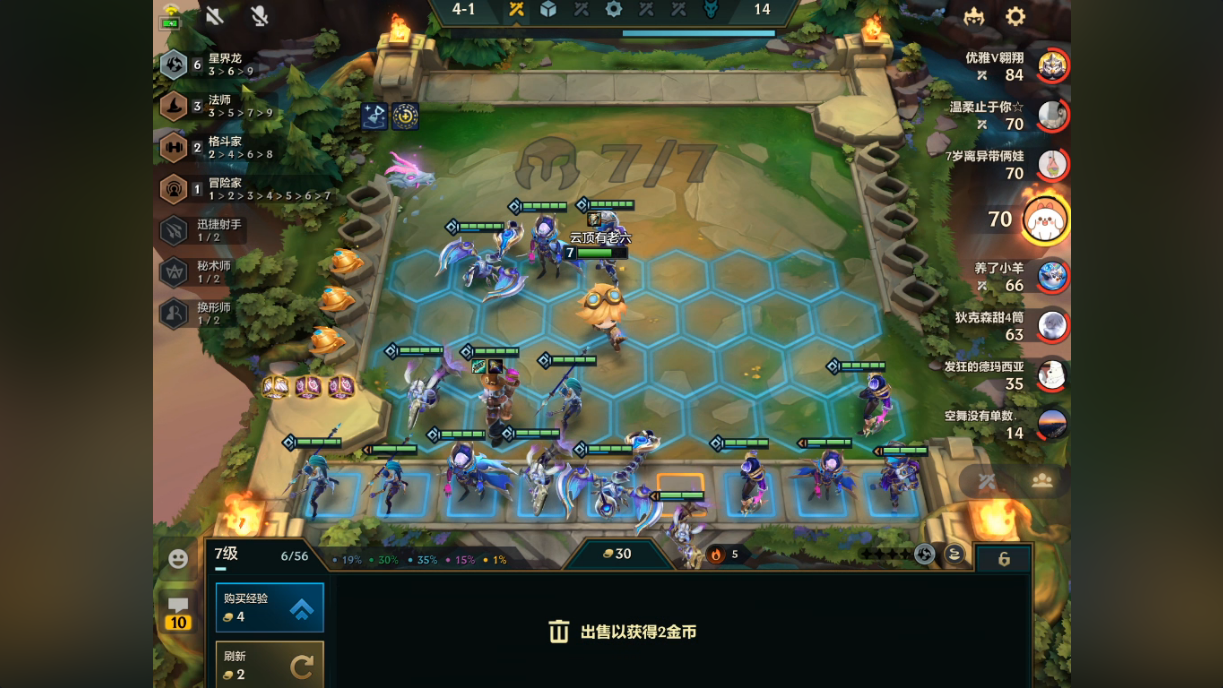 4-1
14
6 星界龙
3 > 6 > 9
3 法师
3 > 5 > 7 > 9
2 格斗家
2 > 4 > 6 > 8
1 冒险家
1 > 2 > 3 > 4 > 5 > 6 > 7
迅捷射手
1 / 2
秘术师
1 / 2
换形师
1 / 2
7/7
云顶有老六
7
优雅V翱翔
84
温柔止于你☆
70
7岁离异带俩娃
70
70
养了小羊
66
狄克森甜4筒
63
发狂的德玛西亚
35
空舞没有单数.
14
7级
6/56
19%
30%
35%
15%
1%
30
5
10
购买经验
4
刷新
2
出售以获得2金币